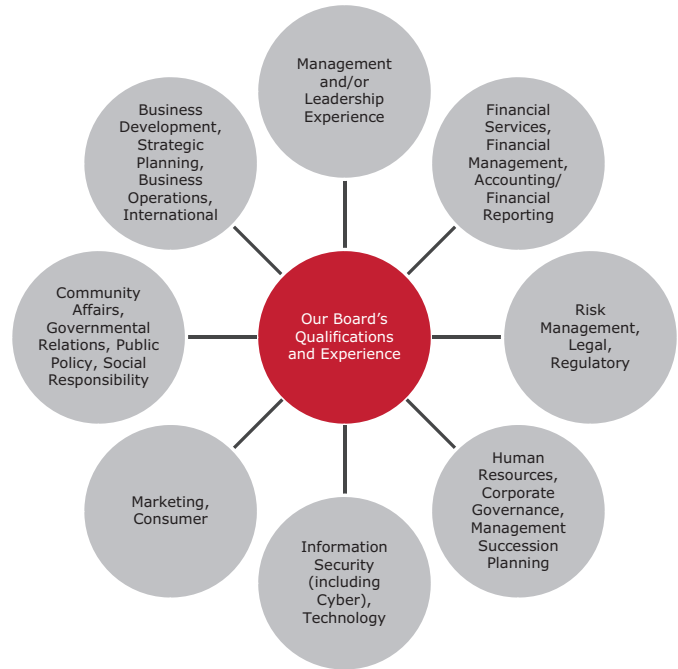 Management
and/or
Leadership
Experience
Financial
Services,
Financial
Management,
Accounting/
Financial
Reporting
Risk
Management,
Legal,
Regulatory
Human
Resources,
Corporate
Governance,
Management
Succession
Planning
Information
Security
(including
Cyber),
Technology
Marketing,
Consumer
Community
Affairs,
Governmental
Relations, Public
Policy, Social
Responsibility
Business
Development,
Strategic
Planning,
Business
Operations,
International
Our Board’s
Qualifications
and Experience